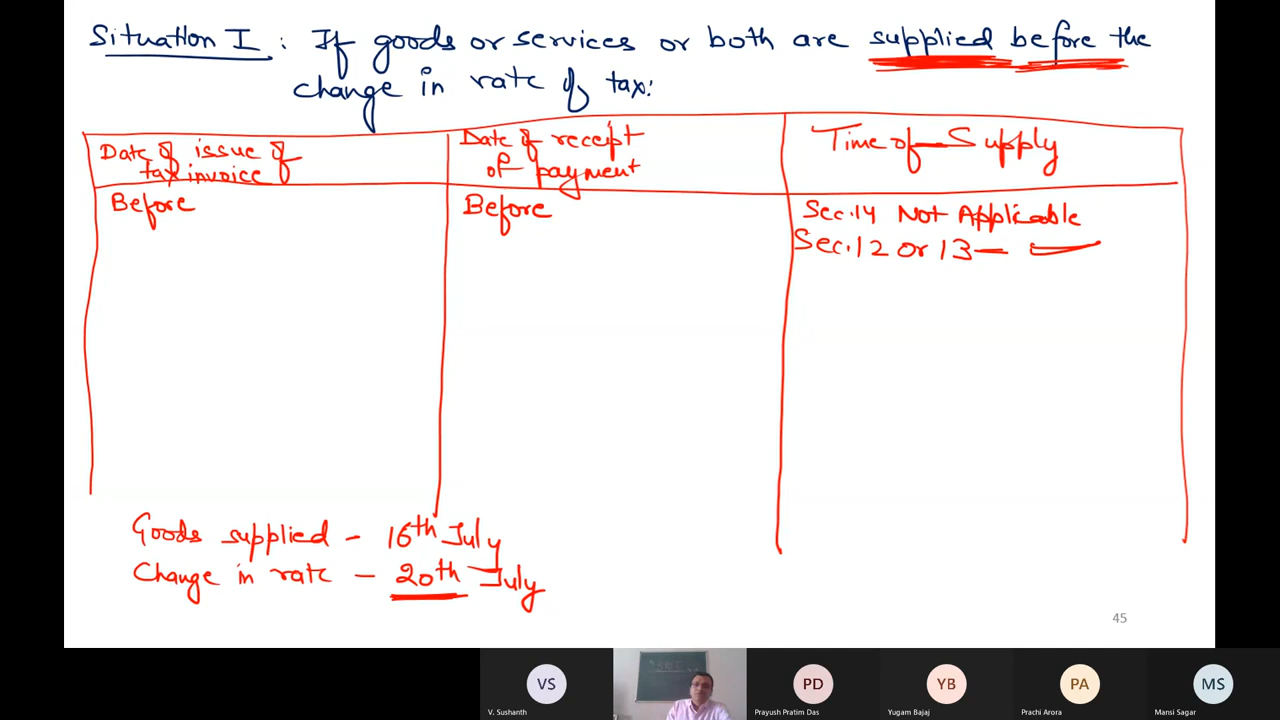 Situation I : If goods or services or both are supplied before the
change in rate of tax:
Date of issue of
tax invoice
Date of receipt
of payment
Time of Supply
Before
Before
Sec.14 Not Applicable
Sec.12 or 13 —
Goods supplied - 16th July
Change in rate - 20th July
45
VS
PD
YB
PA
MS
V. Sushanth
Prayush Pratim Das
Yugam Bajaj
Prachi Arora
Mansi Sagar